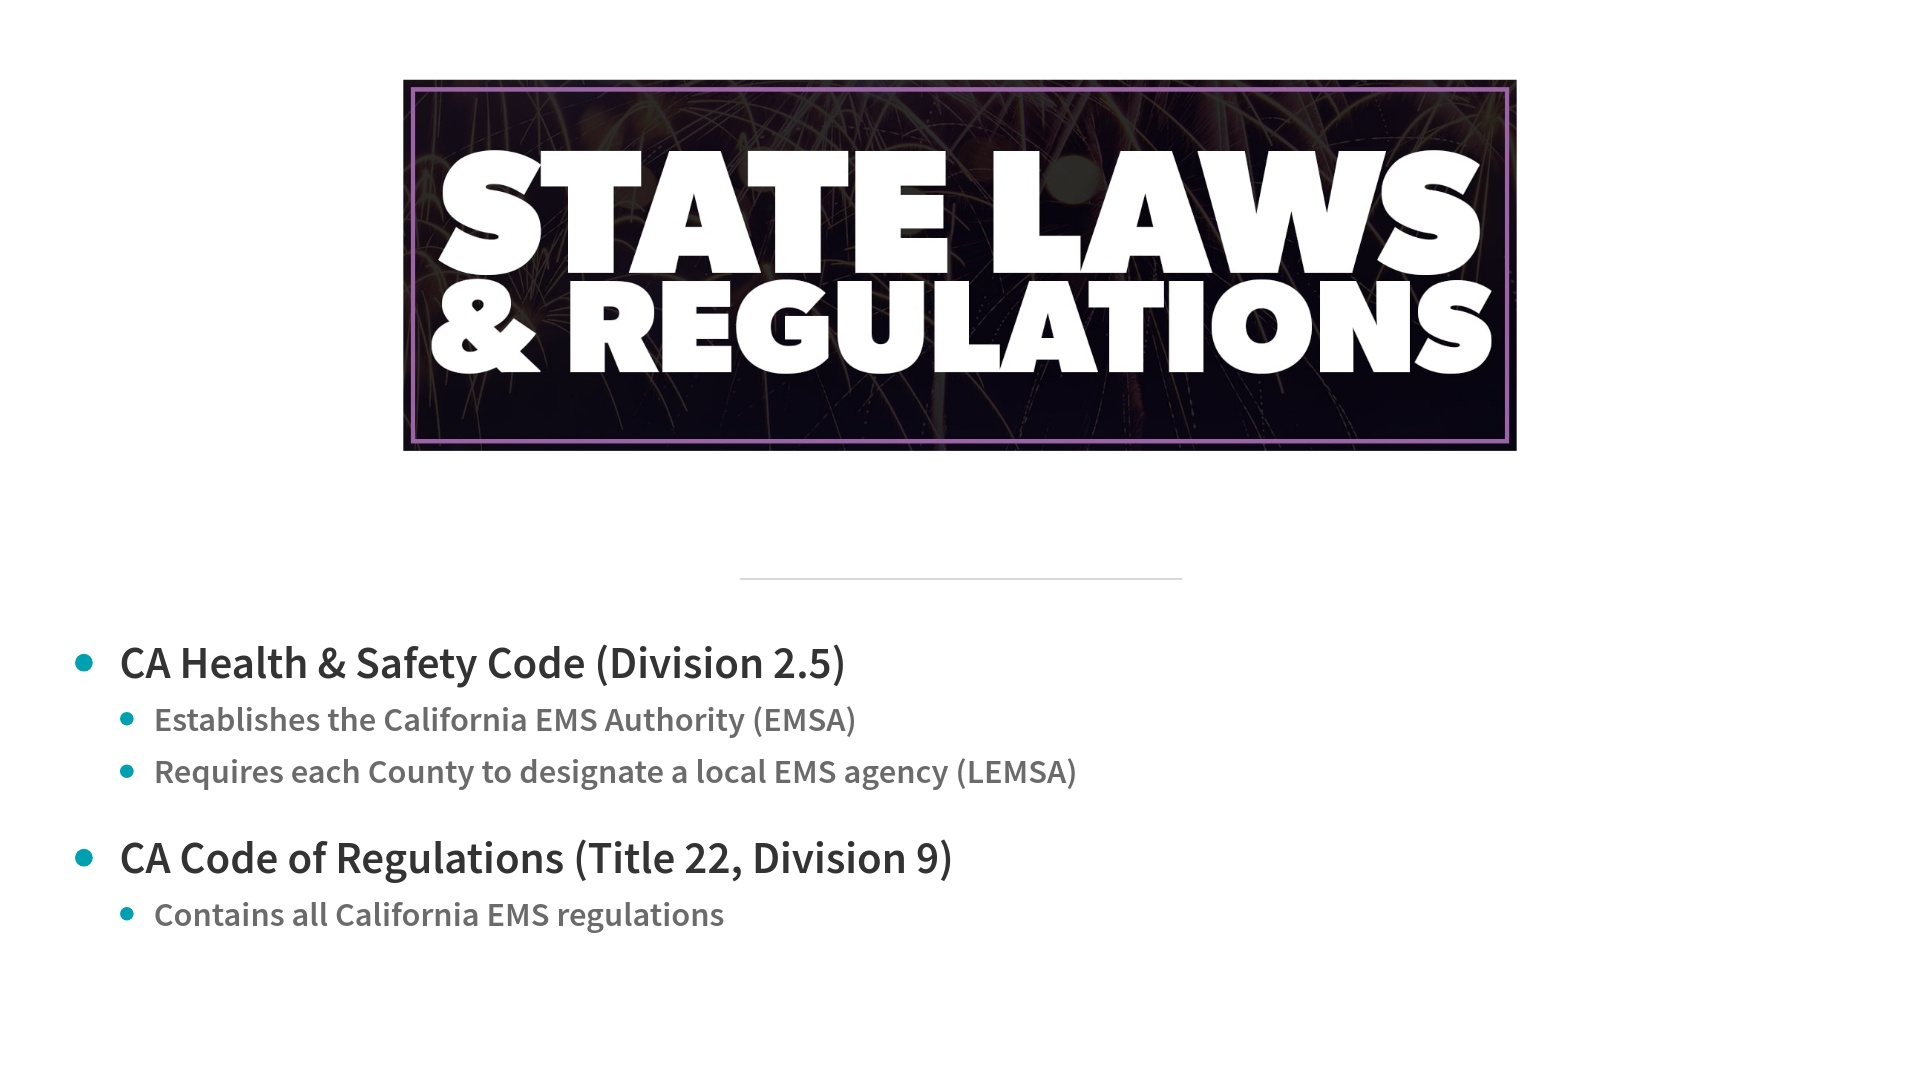 STATE LAWS
& REGULATIONS
CA Health & Safety Code (Division 2.5)
Establishes the California EMS Authority (EMSA)
Requires each County to designate a local EMS agency (LEMSA)
CA Code of Regulations (Title 22, Division 9)
Contains all California EMS regulations